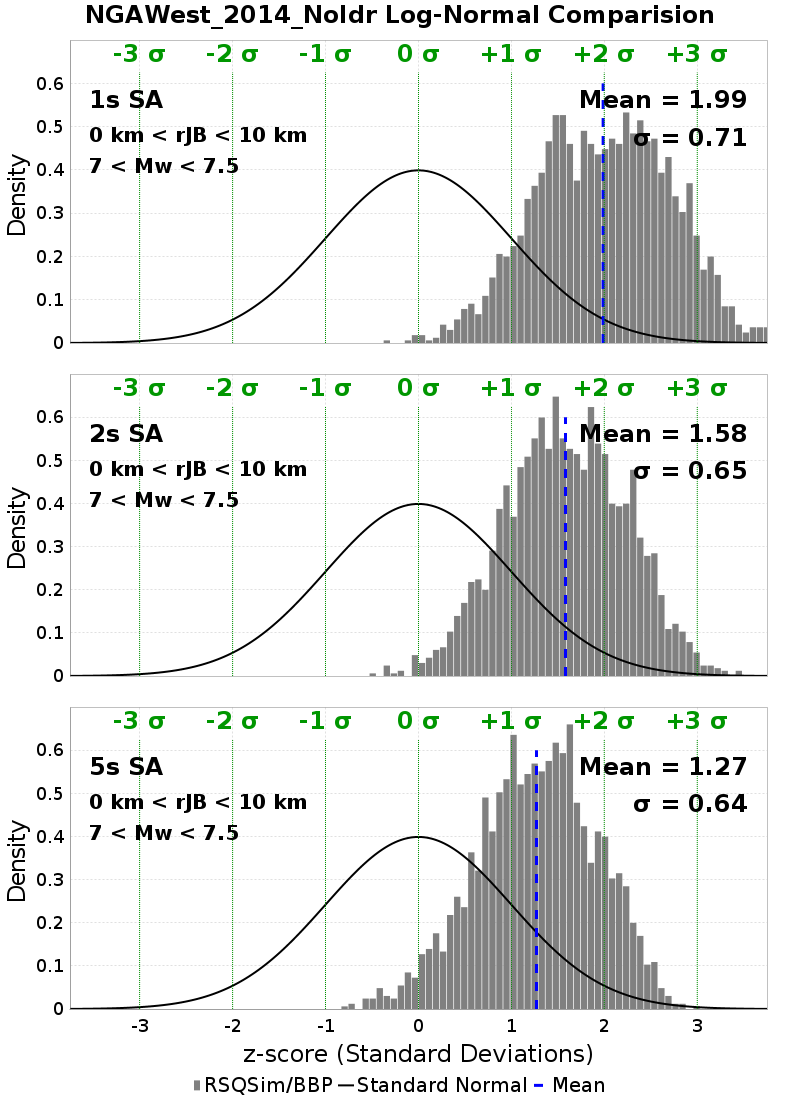 NGAWest_2014_NoIdr Log-Normal Comparision
-3 σ -2 σ -1 σ 0 σ +1 σ +2 σ +3 σ
0.6
1s SA
Mean = 1.99
0.5
0 km < rJB < 10 km
σ = 0.71
7 < Mw < 7.5
0.4
0.3
0.2
0.1
0
Density
-3 σ -2 σ -1 σ 0 σ +1 σ +2 σ +3 σ
0.6
2s SA
Mean = 1.58
0.5
0 km < rJB < 10 km
σ = 0.65
7 < Mw < 7.5
0.4
0.3
0.2
0.1
0
Density
-3 σ -2 σ -1 σ 0 σ +1 σ +2 σ +3 σ
0.6
5s SA
Mean = 1.27
0.5
0 km < rJB < 10 km
σ = 0.64
7 < Mw < 7.5
0.4
0.3
0.2
0.1
0
Density
-3 -2 -1 0 1 2 3
z-score (Standard Deviations)
RSQSim/BBP Standard Normal Mean